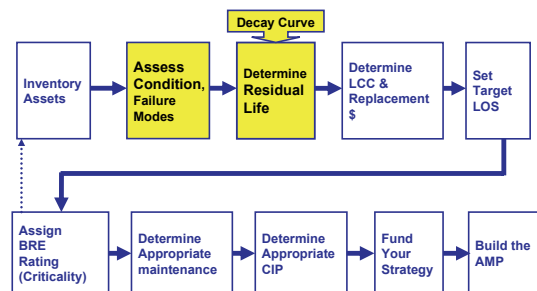 Decay Curve
Inventory
Assets
Assess
Condition,
Failure
Modes
Determine
Residual
Life
Determine
LCC &
Replacement
$
Set
Target
LOS
Assign
BRE
Rating
(Criticality)
Determine
Appropriate
maintenance
Determine
Appropriate
CIP
Fund
Your
Strategy
Build the
AMP